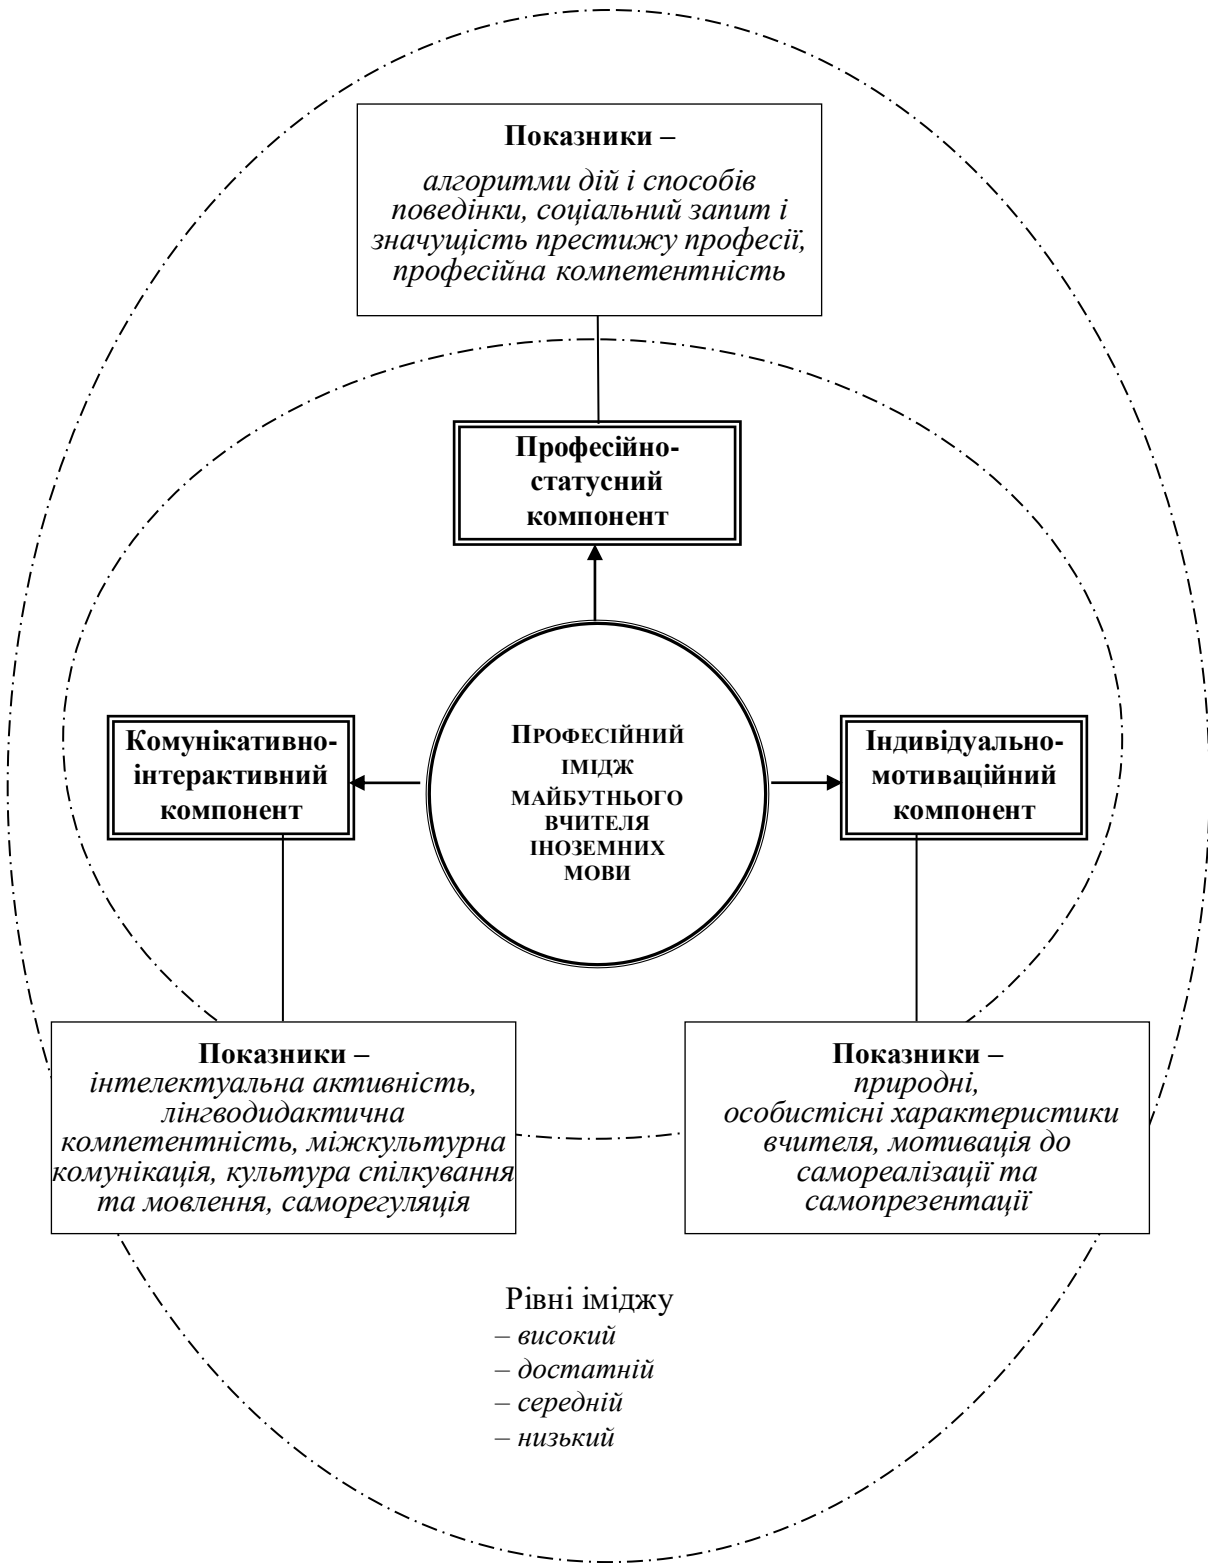 Показники –
алгоритми дій і способів
поведінки, соціальний запит і
значущість престижу професії,
професійна компетентність
Професійно-
статусний
компонент
Комунікативно-
інтерактивний
компонент
ПРОФЕСІЙНИЙ
ІМІДЖ
МАЙБУТНЬОГО
ВЧИТЕЛЯ
ІНОЗЕМНИХ
МОВИ
Індивідуально-
мотиваційний
компонент
Показники –
інтелектуальна активність,
лінгводидактична
компетентність, міжкультурна
комунікація, культура спілкування
та мовлення, саморегуляція
Показники –
природні,
особистісні характеристики
вчителя, мотивація до
самореалізації та
самопрезентації
Рівні іміджу
– високий
– достатній
– середній
– низький